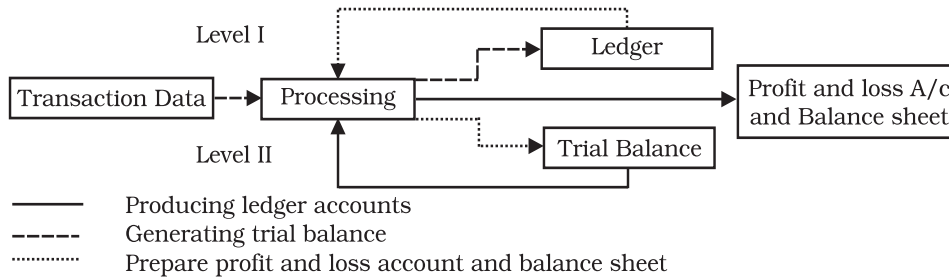 Level I
Ledger
Transaction Data
Processing
Profit and loss A/c
and Balance sheet
Level II
Trial Balance
Producing ledger accounts
Generating trial balance
Prepare profit and loss account and balance sheet